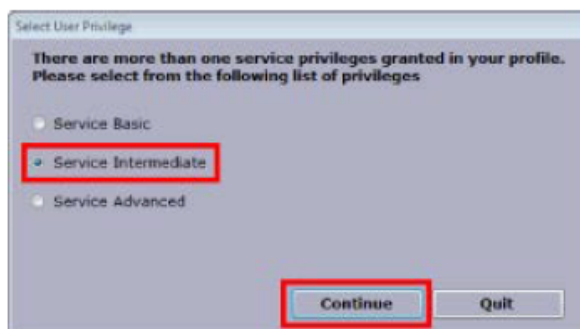 Select User Privilege
There are more than one service privileges granted in your profile.
Please select from the following list of privileges
Service Basic
Service Intermediate
Service Advanced
Continue Quit